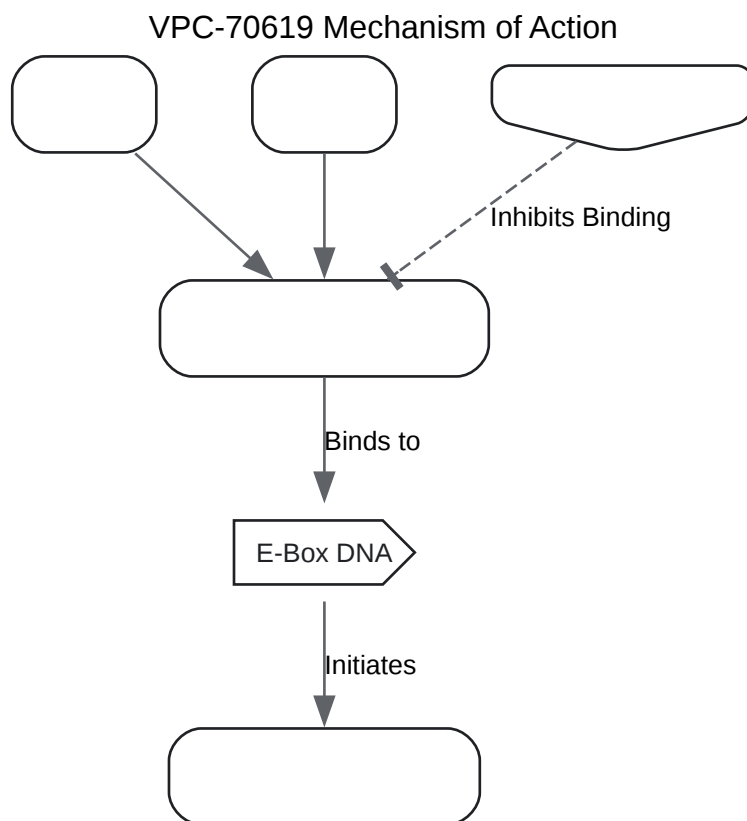 VPC-70619 Mechanism of Action
Inhibits Binding
Binds to
E-Box DNA
Initiates